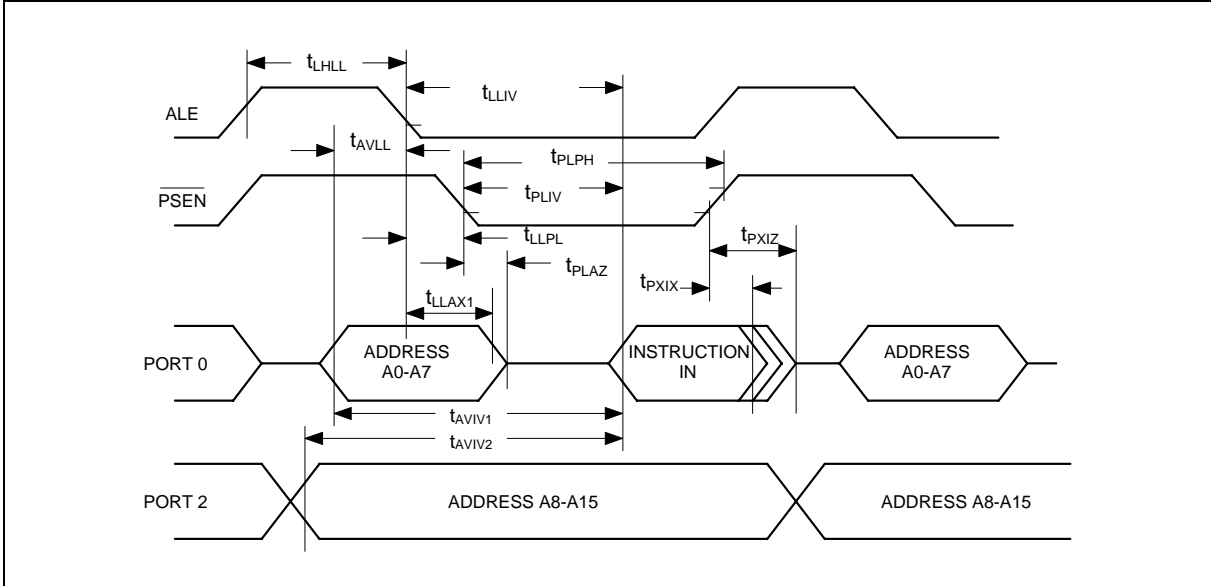 tLHLL
tLLIV
ALE
tAVLL
tPLPH
PSEN
tPLIV
tLLPL
tPXIZ
tPLAZ
tPXIX
tLLAX1
PORT 0
ADDRESS
A0-A7
INSTRUCTION
IN
ADDRESS
A0-A7
tAVIV1
tAVIV2
PORT 2
ADDRESS A8-A15
ADDRESS A8-A15